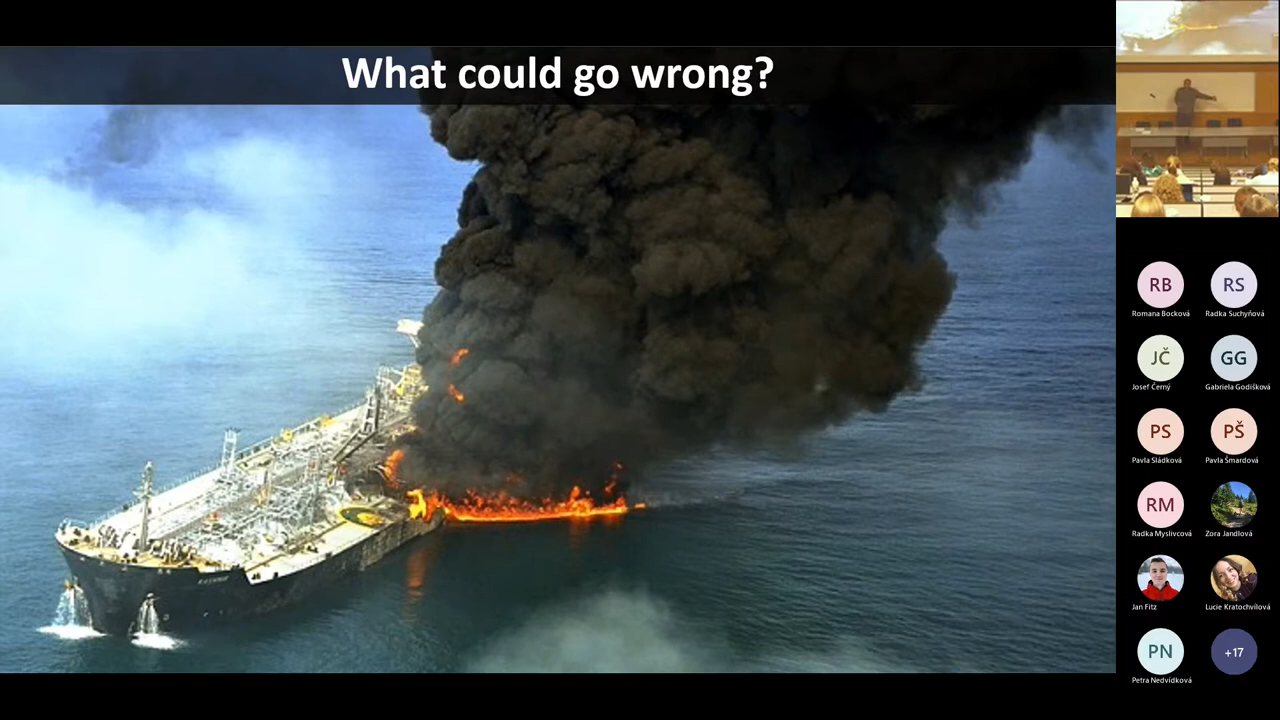 What could go wrong?
RB
RS
Romana Bocková
Radka Suchyňová
JČ
GG
Josef Černý
Gabriela Godišková
PS
PŠ
Pavla Sládková
Pavla Šmardová
RM
Radka Myslivcová
Zora Jandlová
Jan Fitz
Lucie Kratochvílová
PN
+17
Petra Nedvídková